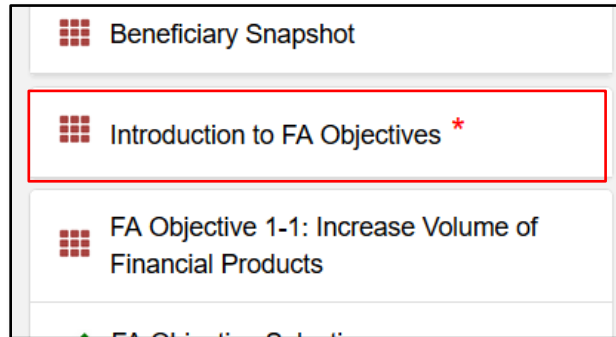 Beneficiary Snapshot
Introduction to FA Objectives *
FA Objective 1-1: Increase Volume of
Financial Products